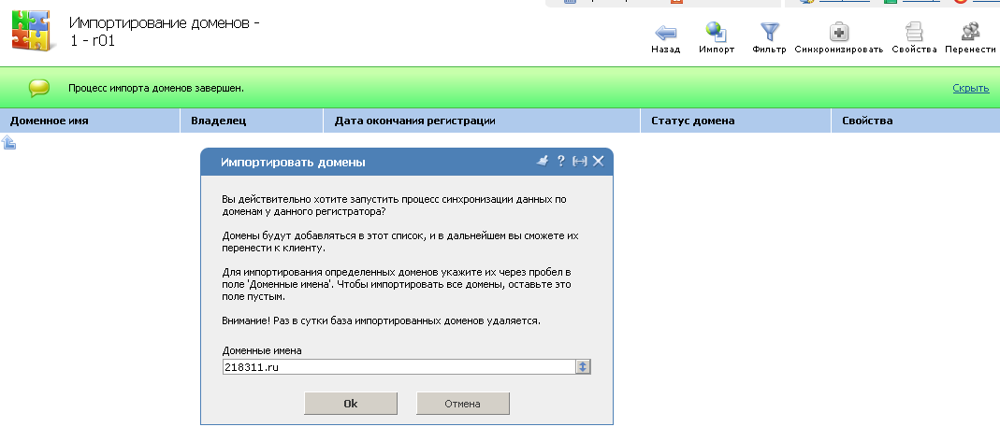 Импортирование доменов -
1 - r01
Назад
Импорт
Фильтр
Синхронизировать
Свойства
Перенести
Процесс импорта доменов завершен.
Скрыть
Доменное имя
Владелец
Дата окончания регистрации
Статус домена
Свойства
Импортировать домены
Вы действительно хотите запустить процесс синхронизации данных по
доменам у данного регистратора?
Домены будут добавляться в этот список, и в дальнейшем вы сможете их
перенести к клиенту.
Для импортирования определенных доменов укажите их через пробел в
поле 'Доменные имена'. Чтобы импортировать все домены, оставьте это
поле пустым.
Внимание! Раз в сутки база импортированных доменов удаляется.
Доменные имена
218311.ru
Ok
Отмена